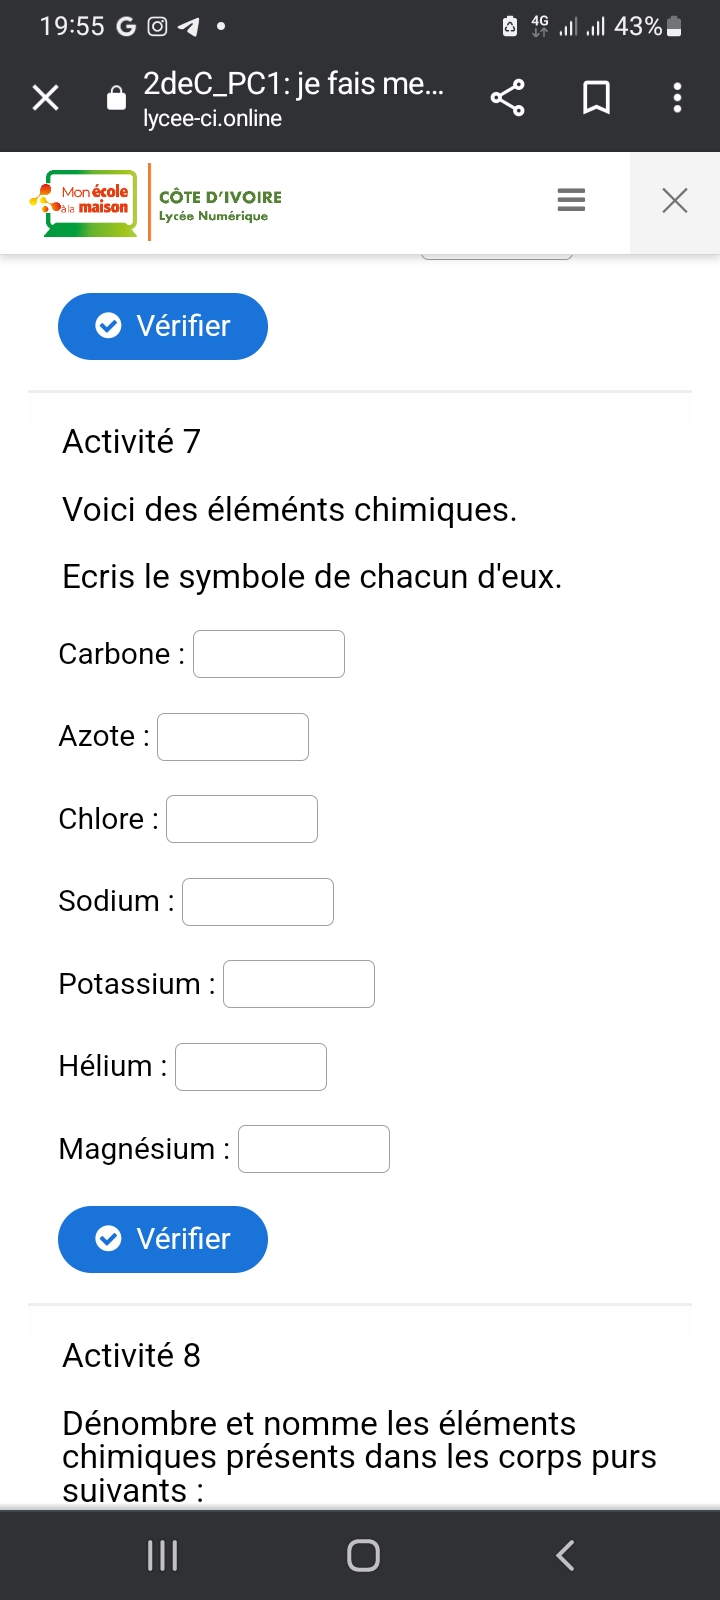 19:55
4G 43%
2deC_PC1: je fais me...
lycee-ci.online
Mon école
à la maison
CÔTE D'IVOIRE
Lycée Numérique
Vérifier
Activité 7
Voici des éléménts chimiques.
Ecris le symbole de chacun d'eux.
Carbone :
Azote :
Chlore :
Sodium :
Potassium :
Hélium :
Magnésium :
Vérifier
Activité 8
Dénombre et nomme les éléments
chimiques présents dans les corps purs
suivants :